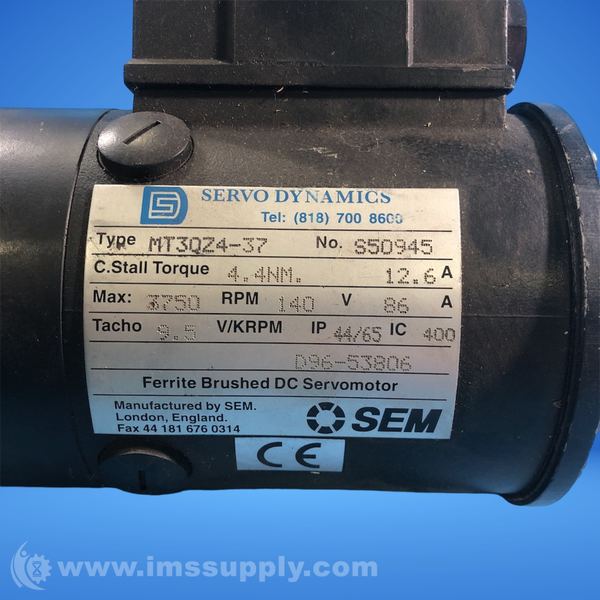 SERVO DYNAMICS
Tel: (818) 700 8600
Type MT3QZ4-37 No. S50945
C.Stall Torque 4.4NM. 12.6 A
Max: 3750 RPM 140 V 86 A
Tacho 9.5 V/KRPM IP 44/65 IC 400
D96-53806
Ferrite Brushed DC Servomotor
Manufactured by SEM.
London, England.
Fax 44 181 676 0314
SEM
CE
www.imssupply.com